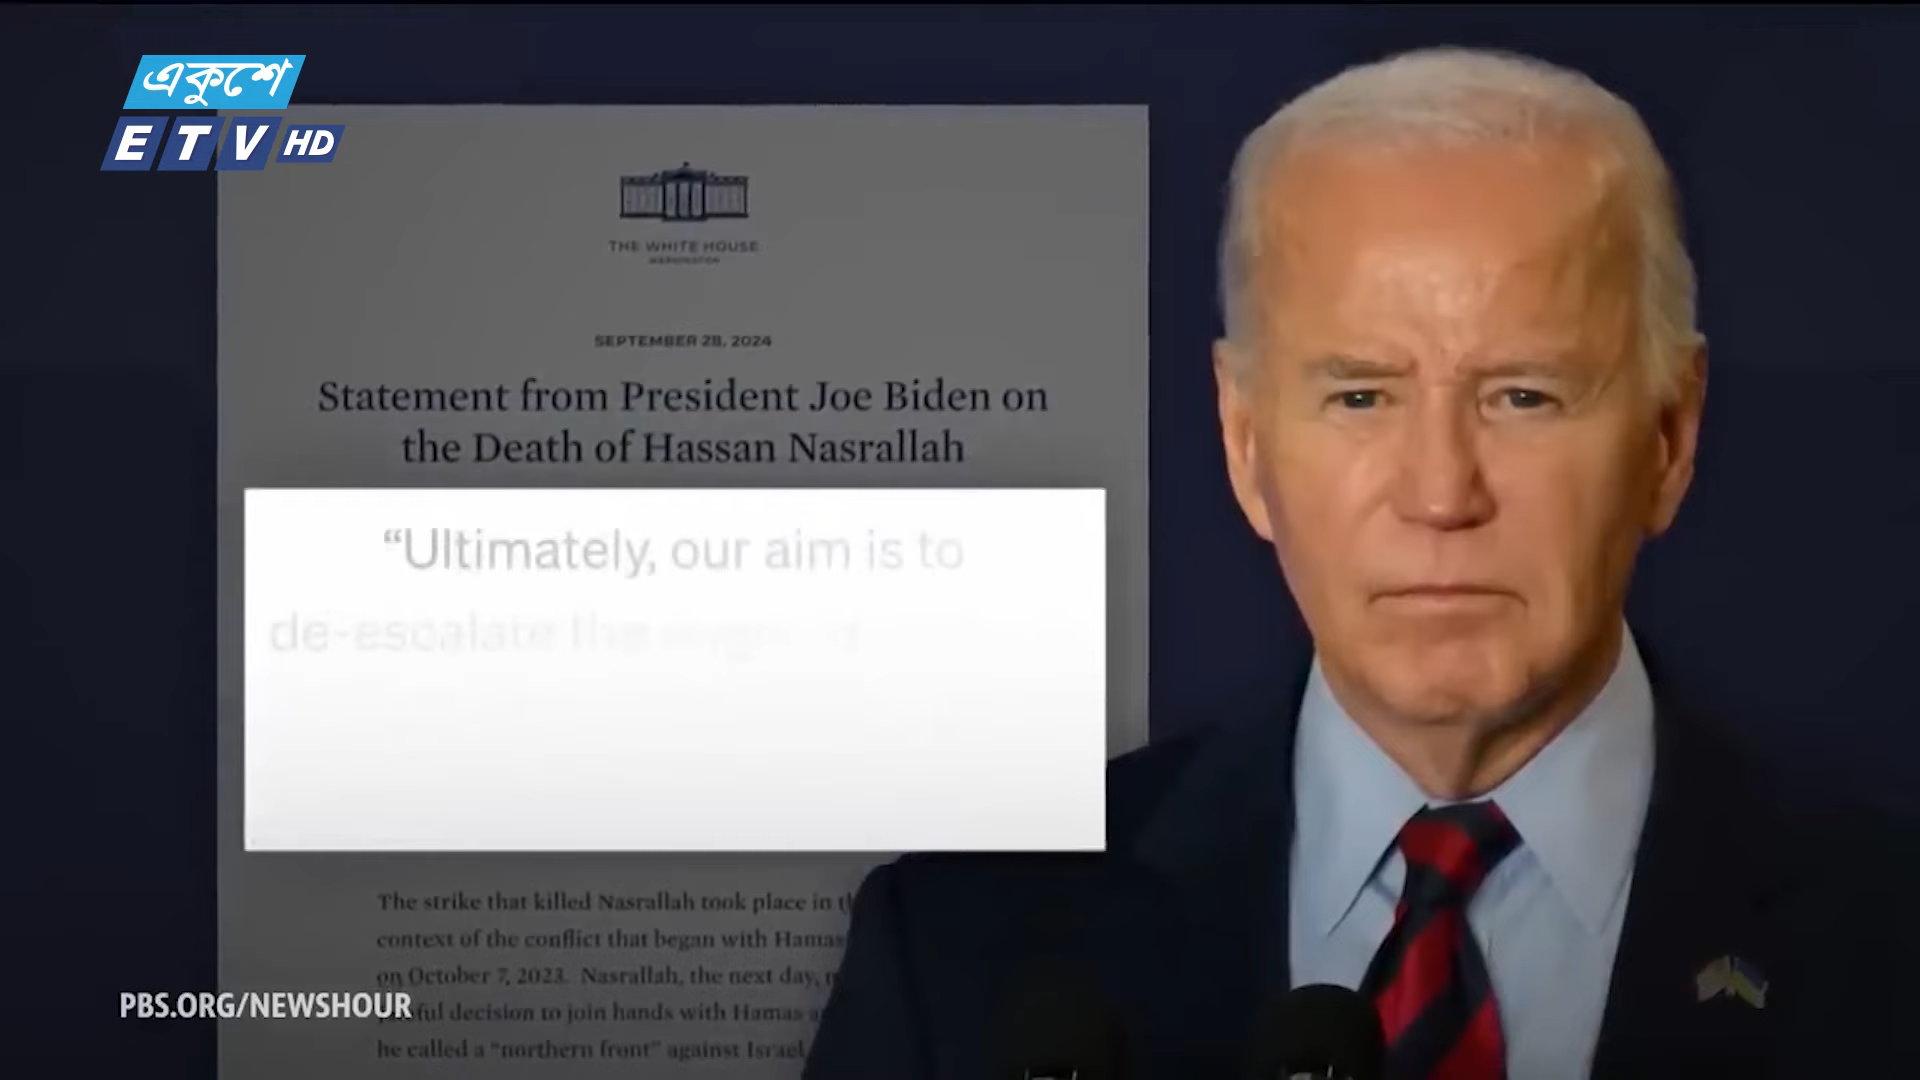 একুশে
ETV HD
THE WHITE HOUSE
WASHINGTON
SEPTEMBER 28, 2024
Statement from President Joe Biden on
the Death of Hassan Nasrallah
“Ultimately, our aim is to
de-escalate the
The strike that killed Nasrallah took place in
context of the conflict that began with Hamas
on October 7, 2023. Nasrallah, the next day,
decision to join hands with Hamas
he called a “northern front” against Israel
PBS.ORG/NEWSHOUR